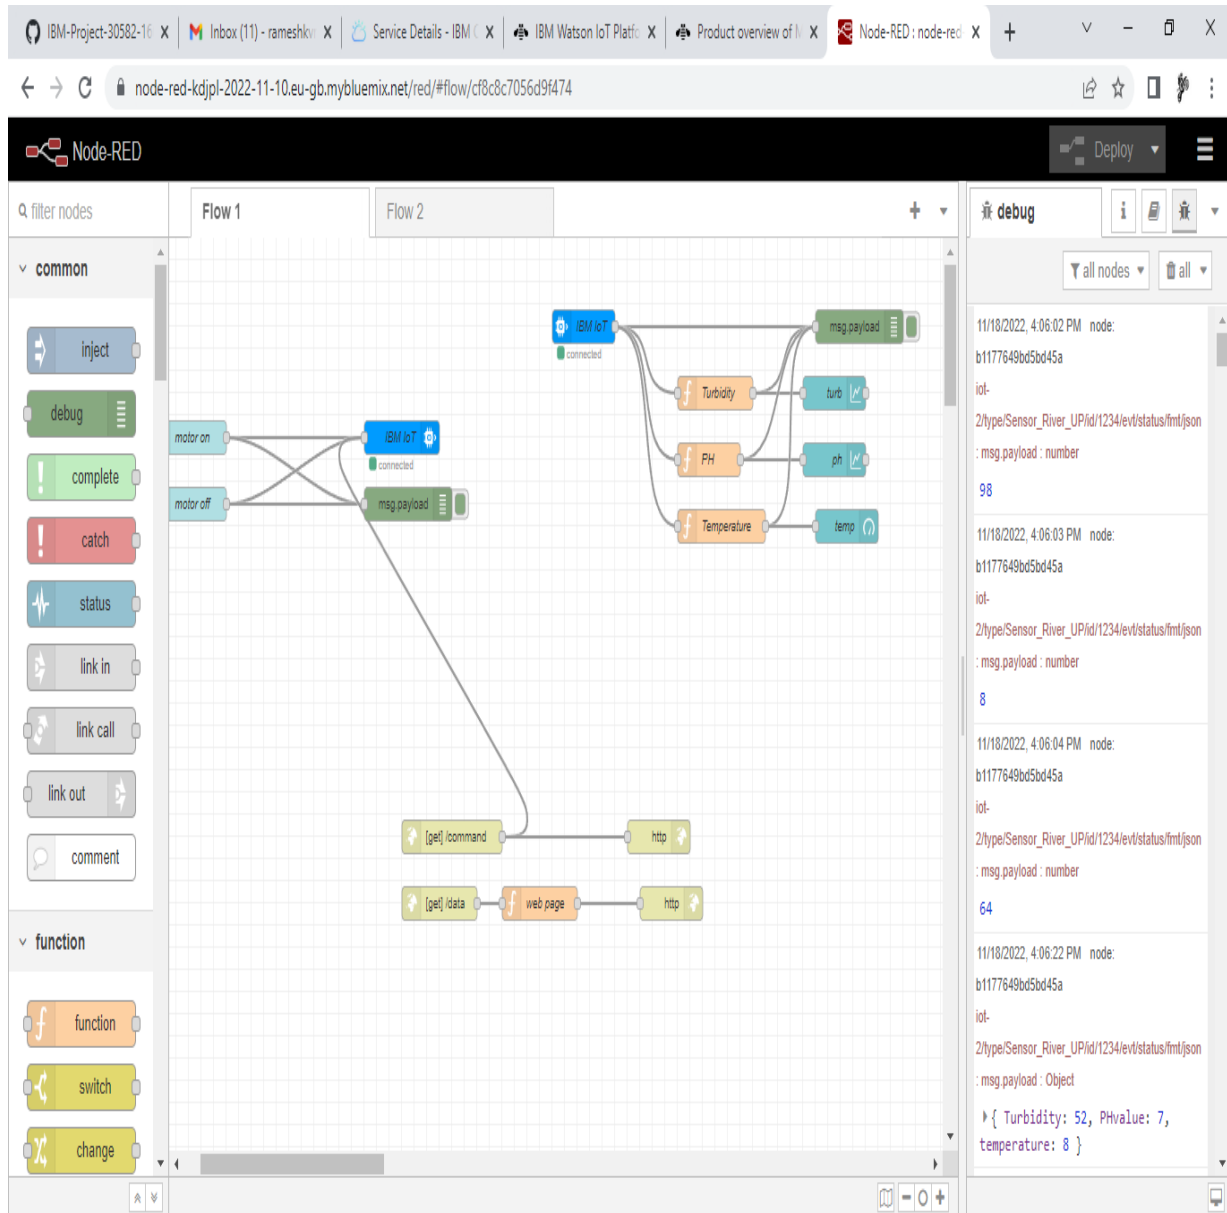 IBM-Project-30582-16
Inbox (11) - rameshkv
Service Details - IBM C
IBM Watson IoT Platfo
Product overview of N
Node-RED : node-red
node-red-kdjpl-2022-11-10.eu-gb.mybluemix.net/red/#flow/cf8c8c7056d9f474
Node-RED
Deploy
filter nodes
Flow 1
Flow 2
debug
i
all nodes
all
common
inject
debug
complete
catch
status
link in
link call
link out
comment
function
function
switch
change
IBM IoT
connected
msg.payload
Turbidity
turb
PH
ph
Temperature
temp
motor on
IBM IoT
connected
motor off
msg.payload
[get] /command
http
[get] /data
web page
http
11/18/2022, 4:06:02 PM node:
b1177649bd5bd45a
iot-
2/type/Sensor_River_UP/id/1234/evt/status/fmt/json
: msg.payload : number
98
11/18/2022, 4:06:03 PM node:
b1177649bd5bd45a
iot-
2/type/Sensor_River_UP/id/1234/evt/status/fmt/json
: msg.payload : number
8
11/18/2022, 4:06:04 PM node:
b1177649bd5bd45a
iot-
2/type/Sensor_River_UP/id/1234/evt/status/fmt/json
: msg.payload : number
64
11/18/2022, 4:06:22 PM node:
b1177649bd5bd45a
iot-
2/type/Sensor_River_UP/id/1234/evt/status/fmt/json
: msg.payload : Object
{ Turbidity: 52, PHvalue: 7,
temperature: 8 }